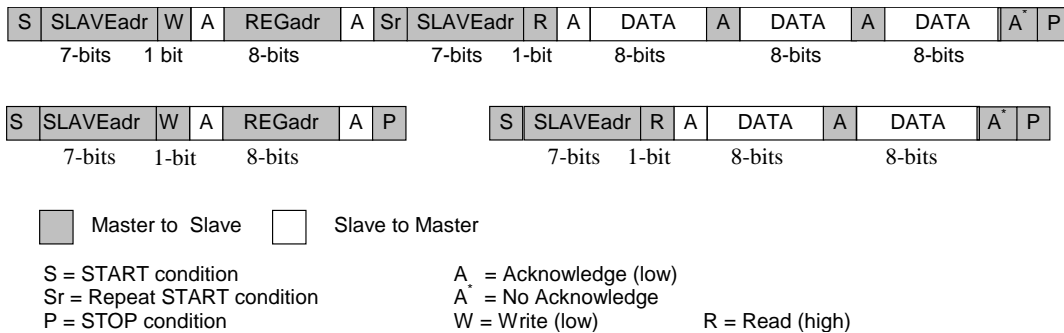 S SLAVEadr W A REGadr A Sr SLAVEadr R A DATA A DATA A DATA A* P
7-bits 1 bit 8-bits 7-bits 1-bit 8-bits 8-bits 8-bits
S SLAVEadr W A REGadr A P S SLAVEadr R A DATA A DATA A* P
7-bits 1-bit 8-bits 7-bits 1-bit 8-bits 8-bits
Master to Slave Slave to Master
S = START condition A = Acknowledge (low)
Sr = Repeat START condition A* = No Acknowledge
P = STOP condition W = Write (low) R = Read (high)